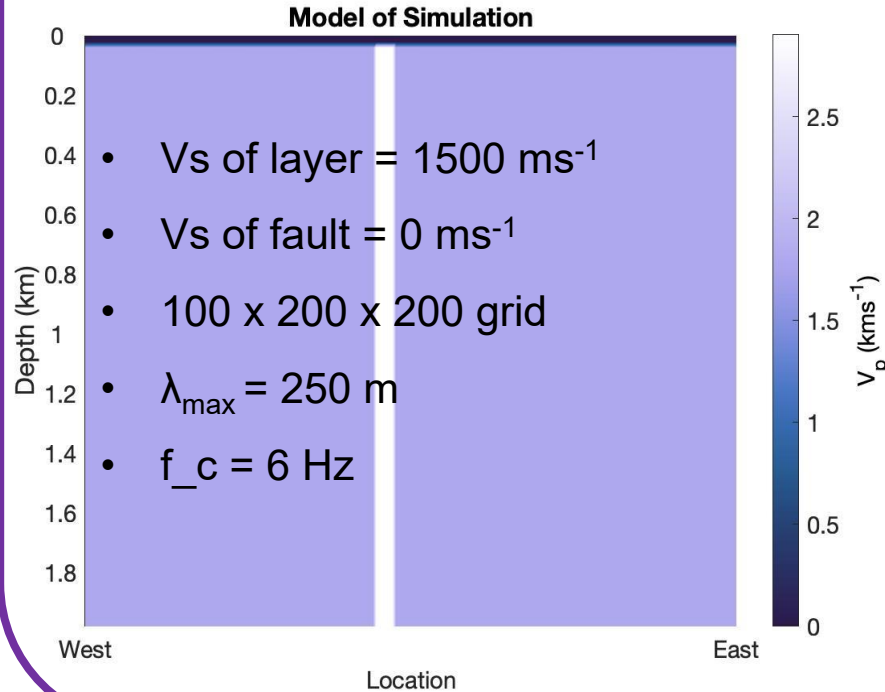 Model of Simulation
0
0.2
0.4
0.6
0.8
1
1.2
1.4
1.6
1.8
Depth (km)
• Vs of layer = 1500 ms⁻¹
• Vs of fault = 0 ms⁻¹
• 100 x 200 x 200 grid
• λmax = 250 m
• f_c = 6 Hz
West
East
Location
2.5
2
1.5
1
0.5
0
Vp (kms⁻¹)